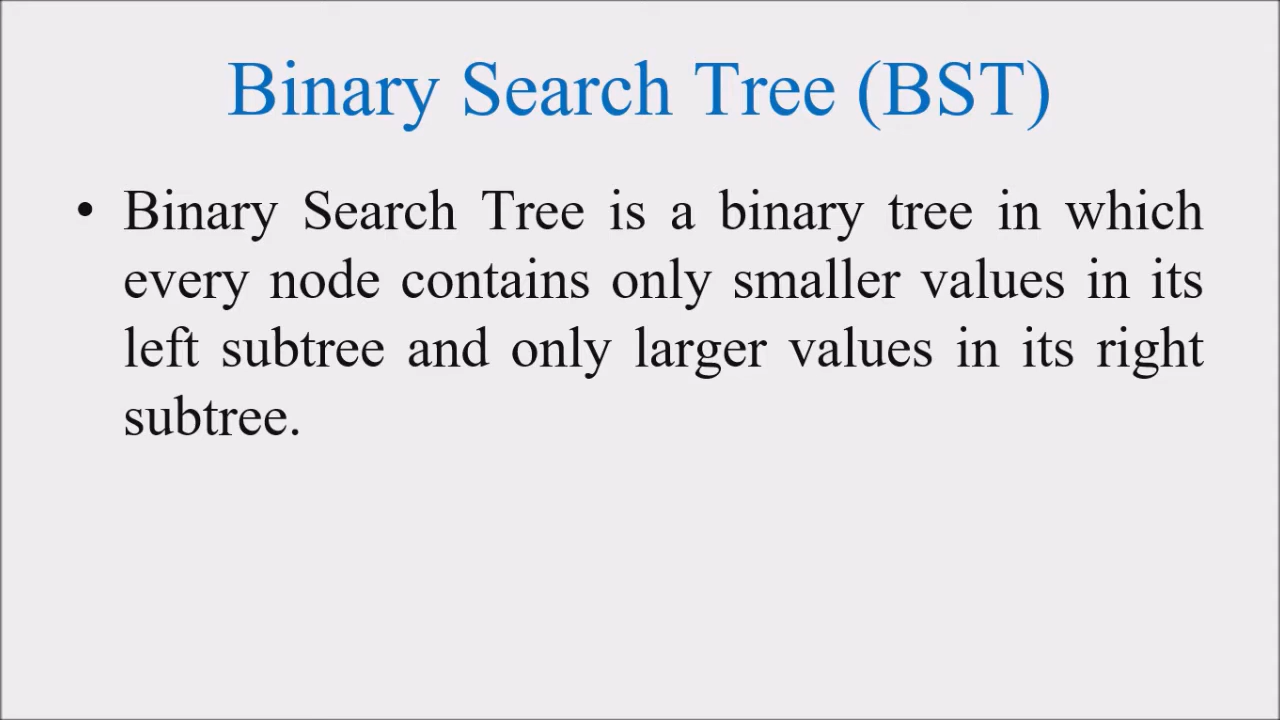 Binary Search Tree (BST)
• Binary Search Tree is a binary tree in which
every node contains only smaller values in its
left subtree and only larger values in its right
subtree.